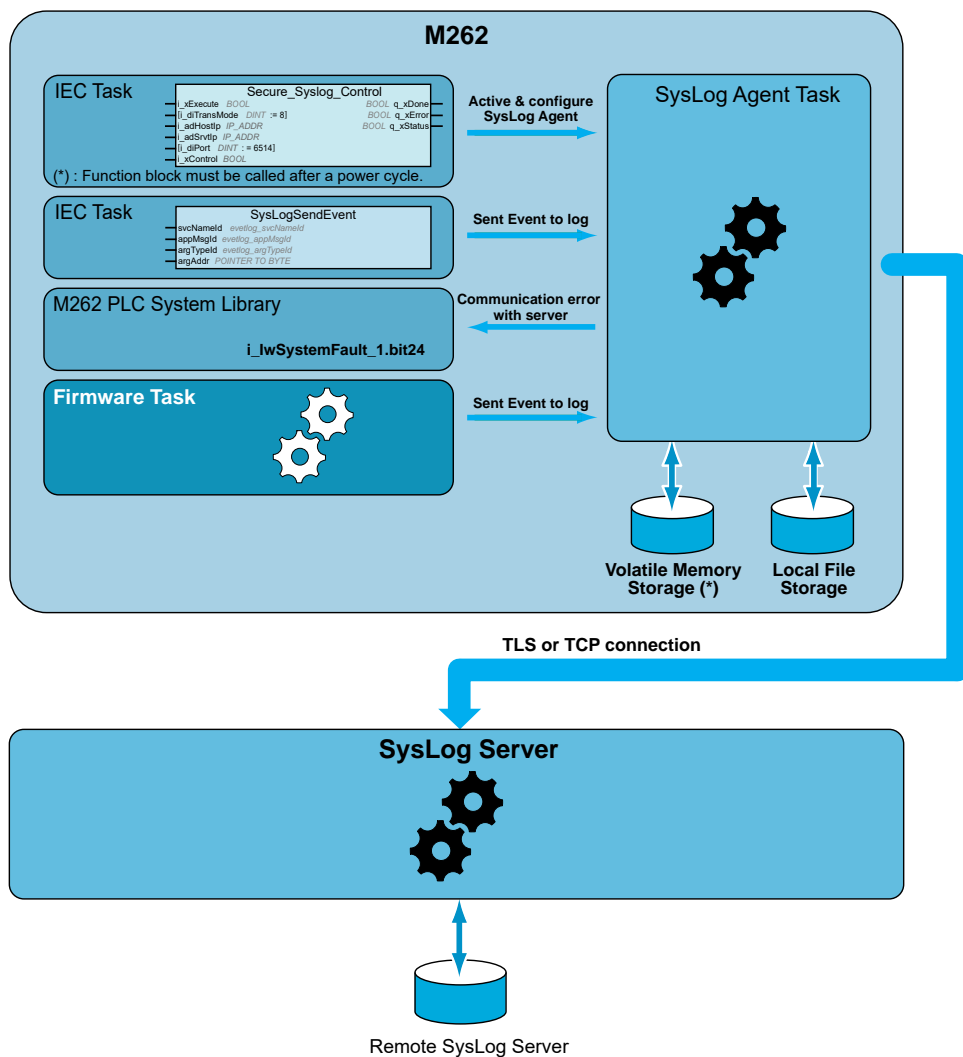 M262
IEC Task
Secure_Syslog_Control
i_xExecute BOOL
BOOL q_xDone
[i_diTransMode DINT := 8]
BOOL q_xError
i_adHostIp IP_ADDR
BOOL q_xStatus
i_adSrvtIp IP_ADDR
[i_diPort DINT : = 6514]
i_xControl BOOL
(*) : Function block must be called after a power cycle.
Active & configure
SysLog Agent
SysLog Agent Task
IEC Task
SysLogSendEvent
svcNameId evetlog_svcNameId
appMsgId evetlog_appMsgId
argTypeId evetlog_argTypeId
argAddr POINTER TO BYTE
Sent Event to log
M262 PLC System Library
i_lwSystemFault_1.bit24
Communication error
with server
Firmware Task
Sent Event to log
Volatile Memory
Storage (*)
Local File
Storage
TLS or TCP connection
SysLog Server
Remote SysLog Server